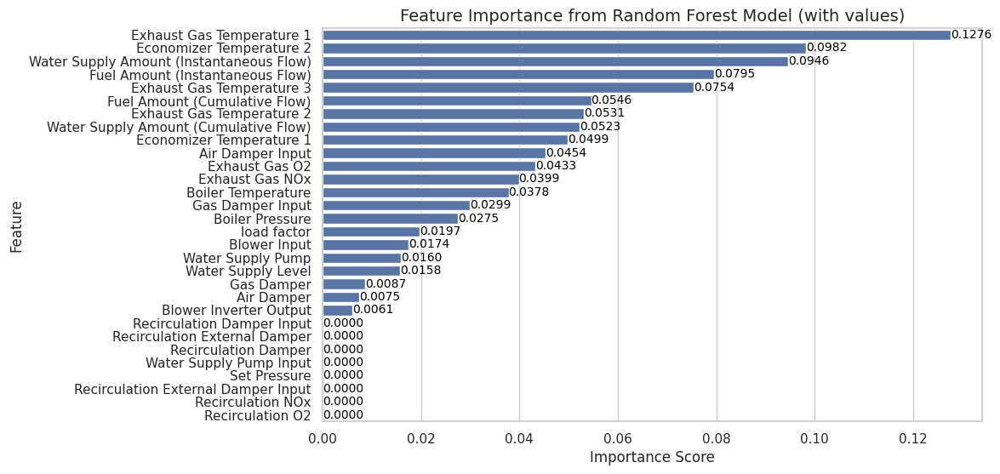 Feature Importance from Random Forest Model (with values)
Feature
Exhaust Gas Temperature 1 0.1276
Economizer Temperature 2 0.0982
Water Supply Amount (Instantaneous Flow) 0.0946
Fuel Amount (Instantaneous Flow) 0.0795
Exhaust Gas Temperature 3 0.0754
Fuel Amount (Cumulative Flow) 0.0546
Exhaust Gas Temperature 2 0.0531
Water Supply Amount (Cumulative Flow) 0.0523
Economizer Temperature 1 0.0499
Air Damper Input 0.0454
Exhaust Gas O2 0.0433
Exhaust Gas NOx 0.0399
Boiler Temperature 0.0378
Gas Damper Input 0.0299
Boiler Pressure 0.0275
load factor 0.0197
Blower Input 0.0174
Water Supply Pump 0.0160
Water Supply Level 0.0158
Gas Damper 0.0087
Air Damper 0.0075
Blower Inverter Output 0.0061
Recirculation Damper Input 0.0000
Recirculation External Damper 0.0000
Recirculation Damper 0.0000
Water Supply Pump Input 0.0000
Set Pressure 0.0000
Recirculation External Damper Input 0.0000
Recirculation NOx 0.0000
Recirculation O2 0.0000
0.00 0.02 0.04 0.06 0.08 0.10 0.12
Importance Score